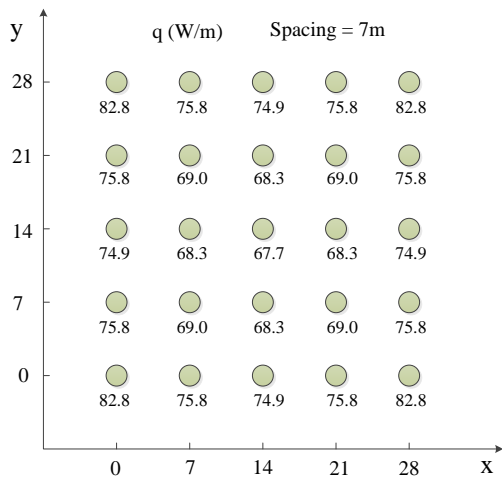 y q (W/m) Spacing = 7m
28
82.8 75.8 74.9 75.8 82.8
21
75.8 69.0 68.3 69.0 75.8
14
74.9 68.3 67.7 68.3 74.9
7
75.8 69.0 68.3 69.0 75.8
0
82.8 75.8 74.9 75.8 82.8
0 7 14 21 28 x